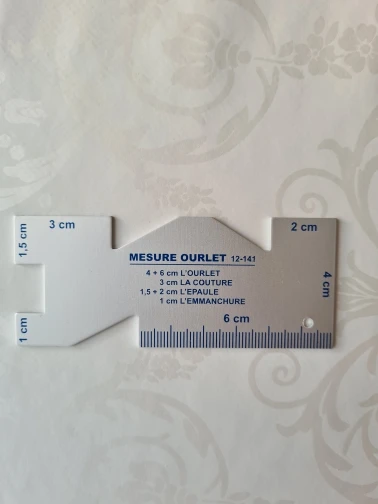 3 cm
2 cm
1,5 cm
MESURE OURLET 12-141
4 + 6 cm L'OURLET
3 cm LA COUTURE
1,5 + 2 cm L'EPAULE
1 cm L'EMMANCHURE
4 cm
1 cm
6 cm